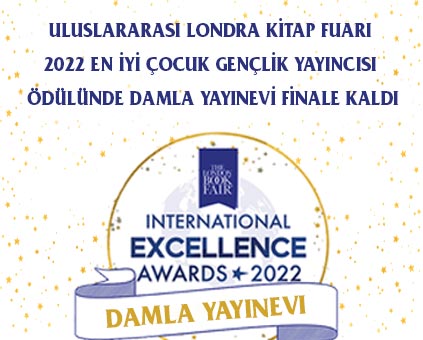 ULUSLARARASI LONDRA KİTAP FUARI
2022 EN İYİ ÇOCUK GENÇLİK YAYINCISI
ÖDÜLÜNDE DAMLA YAYINEVİ FİNALE KALDI
THE
LONDON
BOOK
FAIR
INTERNATIONAL
EXCELLENCE
AWARDS★2022
DAMLA YAYINEVI